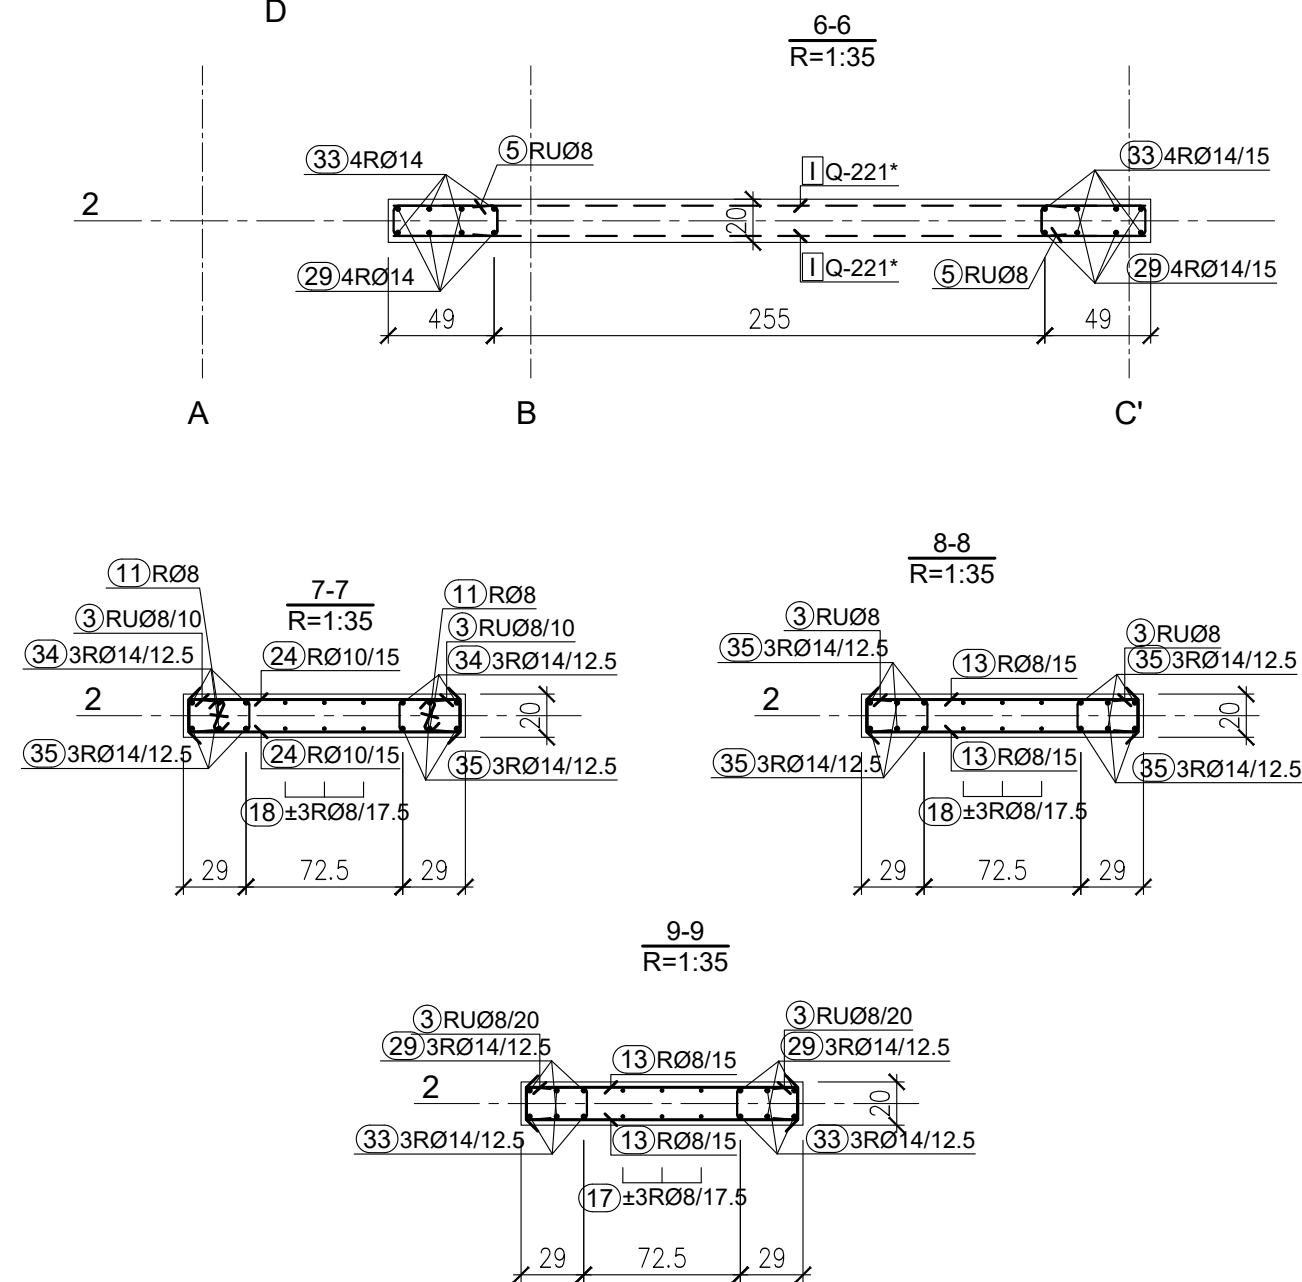 D
6-6
R=1:35
33 4RØ14
5 RUØ8
I Q-221*
33 4RØ14/15
2
20
29 4RØ14
I Q-221*
5 RUØ8
29 4RØ14/15
49
255
49
A
B
C'
7-7
R=1:35
11 RØ8
11 RØ8
3 RUØ8/10
3 RUØ8/10
34 3RØ14/12.5
24 RØ10/15
34 3RØ14/12.5
2
20
35 3RØ14/12.5
24 RØ10/15
35 3RØ14/12.5
18 ±3RØ8/17.5
29
72.5
29
8-8
R=1:35
3 RUØ8
3 RUØ8
35 3RØ14/12.5
13 RØ8/15
35 3RØ14/12.5
2
20
35 3RØ14/12.5
13 RØ8/15
35 3RØ14/12.5
18 ±3RØ8/17.5
29
72.5
29
9-9
R=1:35
3 RUØ8/20
3 RUØ8/20
29 3RØ14/12.5
13 RØ8/15
29 3RØ14/12.5
2
20
33 3RØ14/12.5
13 RØ8/15
33 3RØ14/12.5
17 ±3RØ8/17.5
29
72.5
29